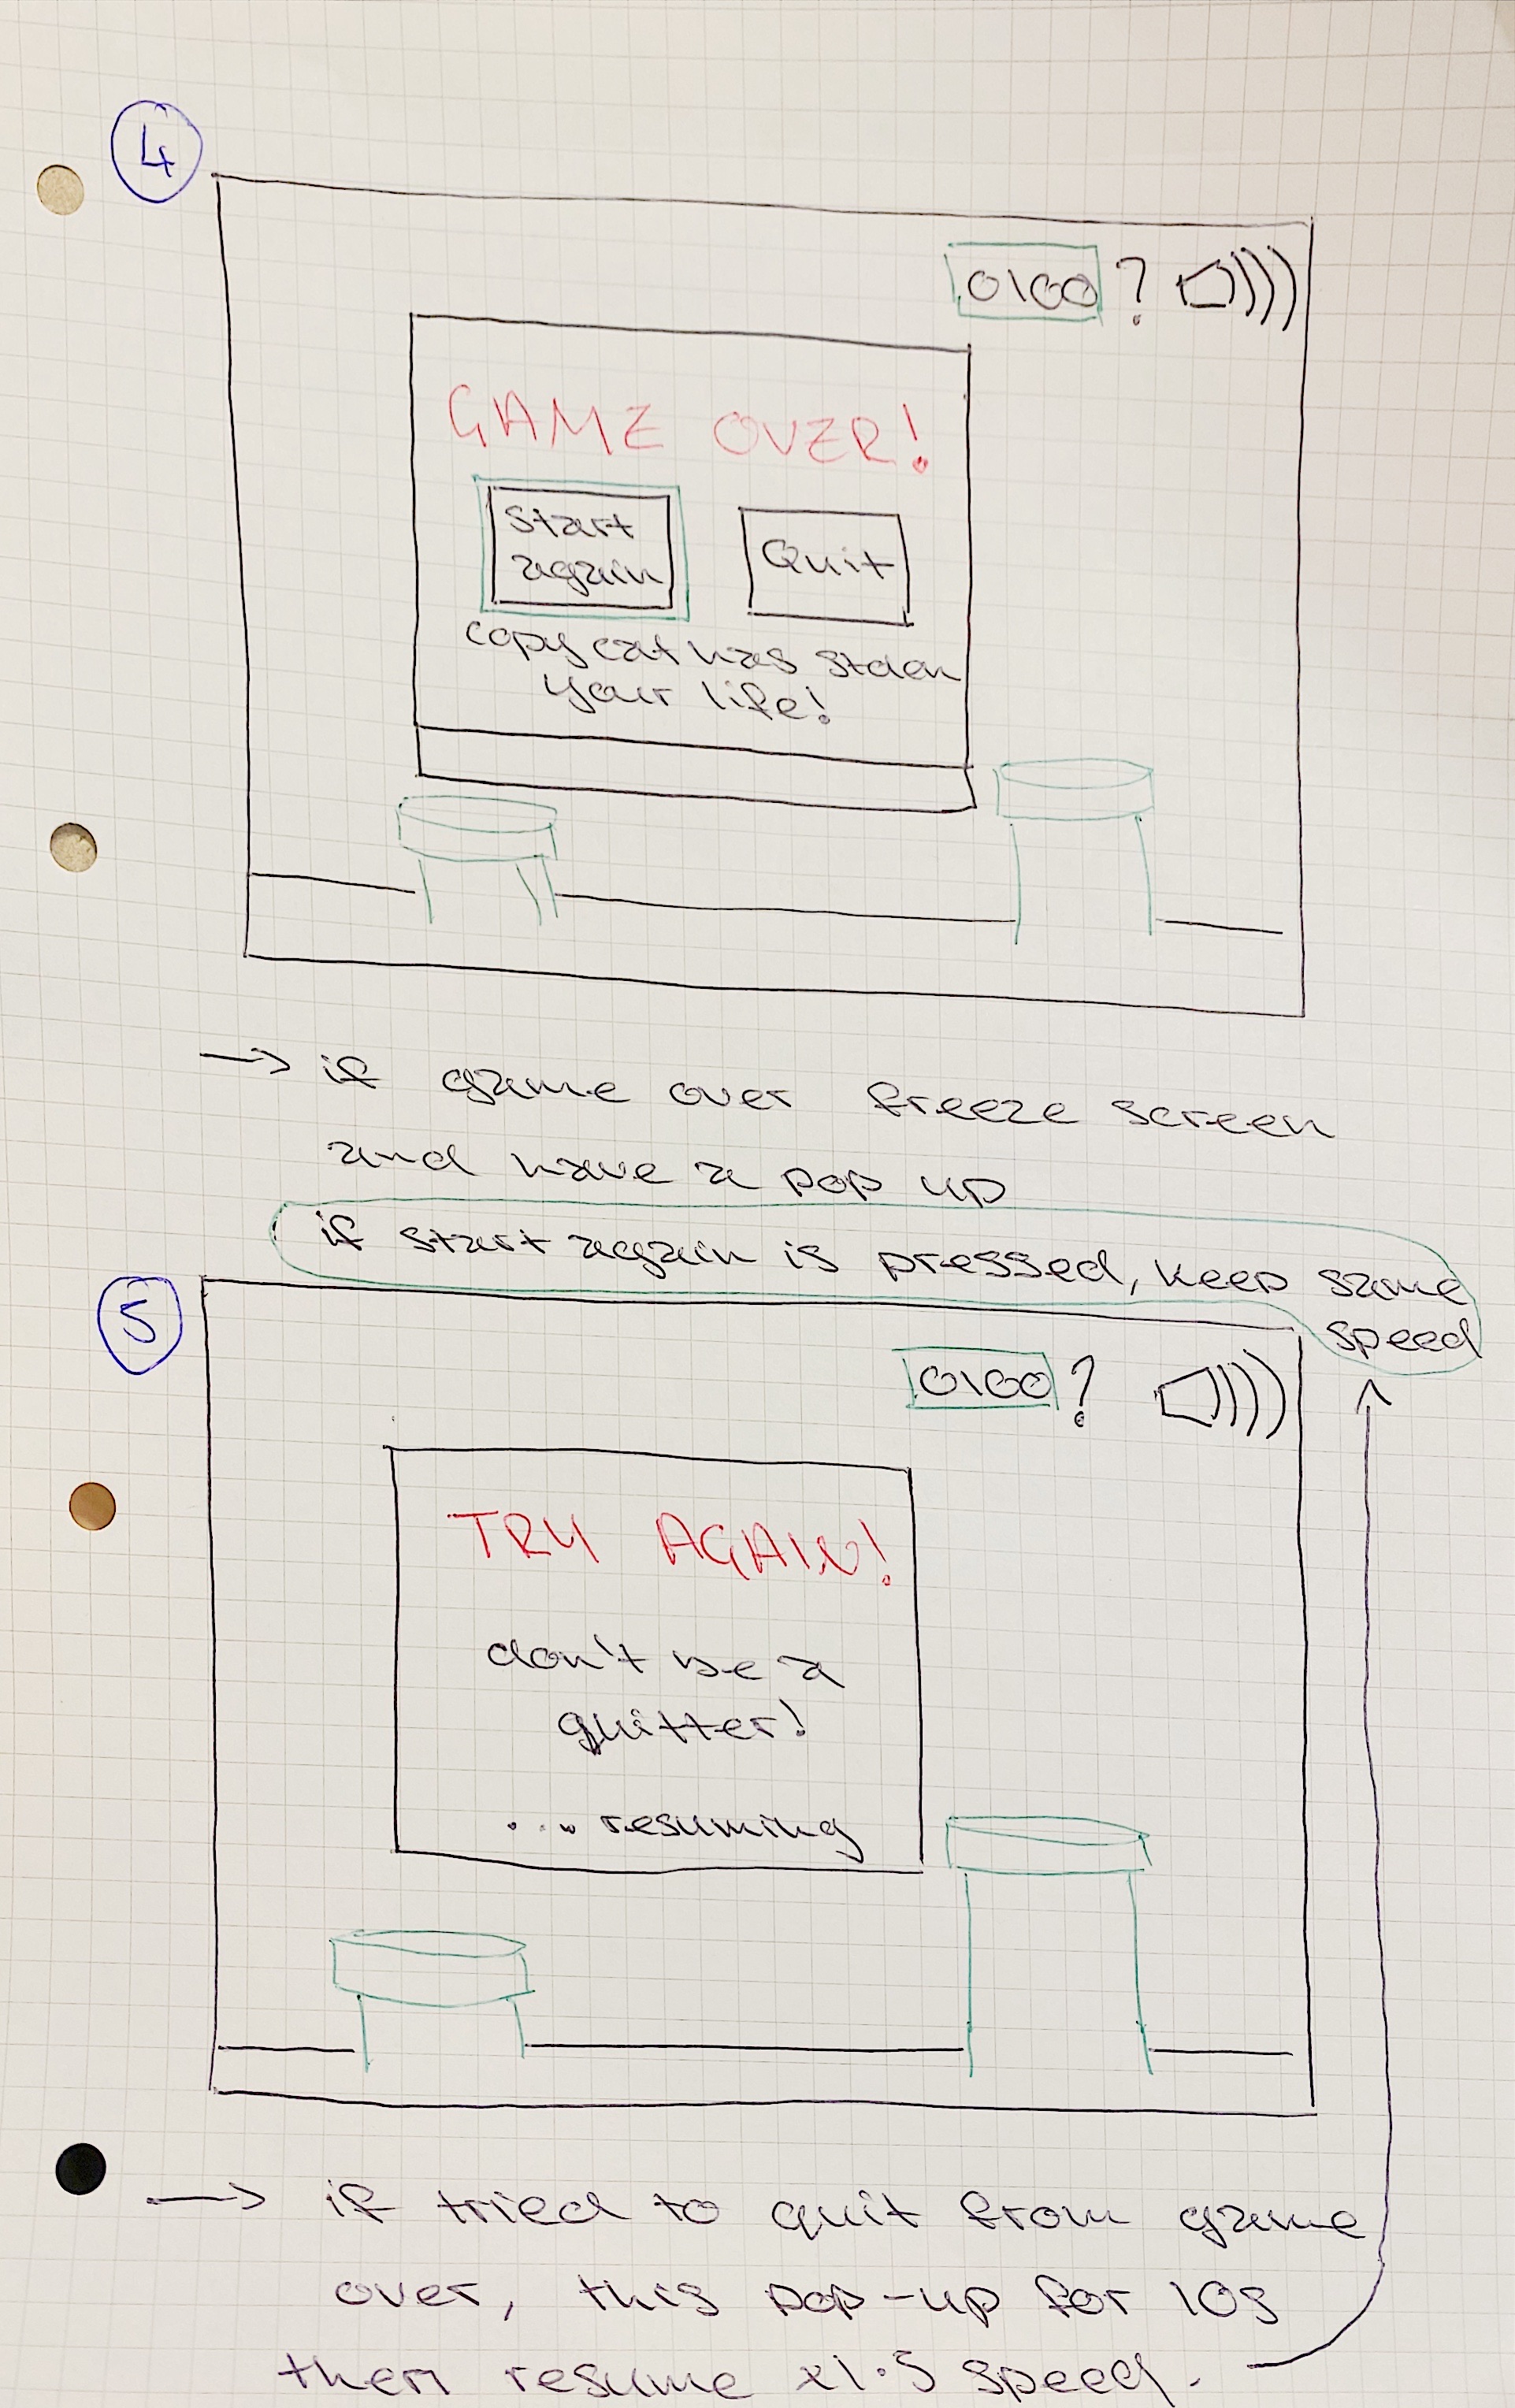 4
0100 ?
GAME OVER!
Start
again
Quit
copy cat has stolen
your life!
→ if game over freeze screen
and have a pop up
if start again is pressed, keep same
speed
5
0100 ?
TRY AGAIN!
don't be a
quitter!
... resuming
→ if tried to quit from game
over, this pop-up for 10s
then resume x1.5 speed.